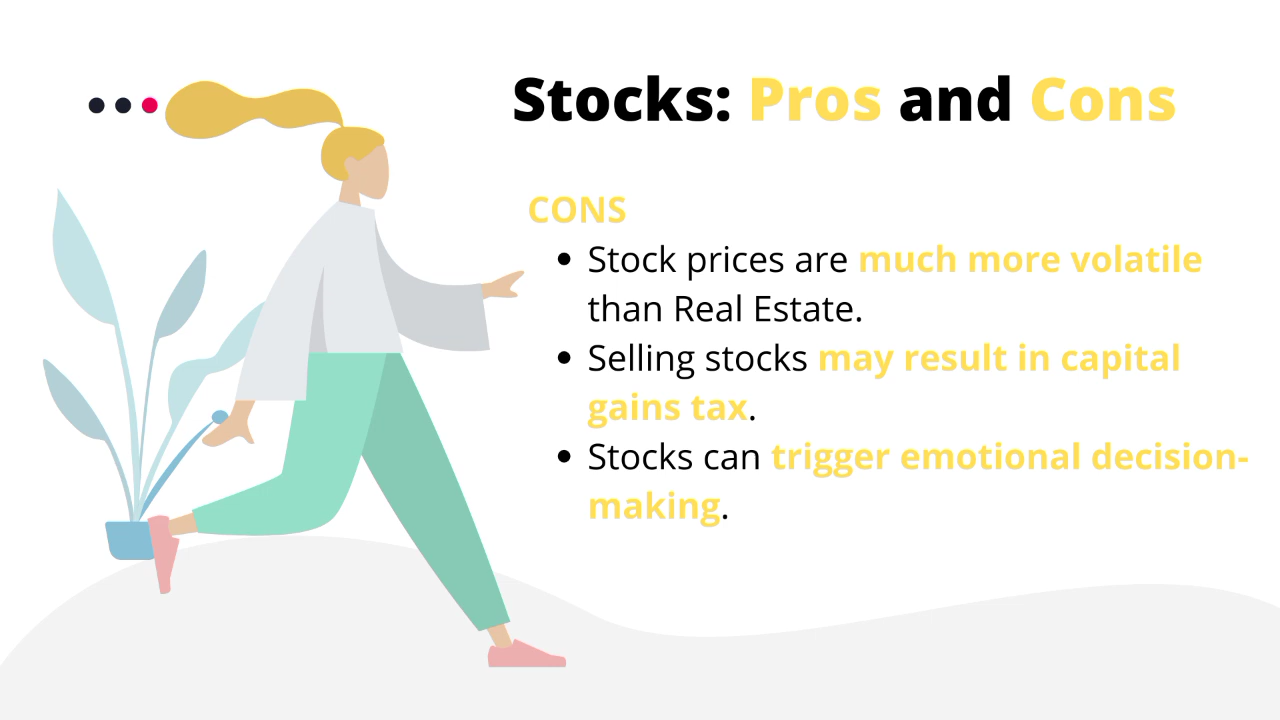 Stocks: Pros and Cons
CONS
• Stock prices are much more volatile
than Real Estate.
• Selling stocks may result in capital
gains tax.
• Stocks can trigger emotional decision-
making.